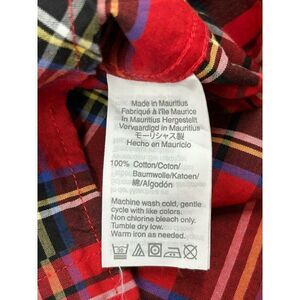 Made in Mauritius
Fabriqué à l'île Maurice
In Mauritius Hergestellt
Vervaardigd in Mauritius
モーリシャス製
Hecho en Mauricio
100% Cotton/Coton/
Baumwolle/Katoen/
綿/Algodón
Machine wash cold, gentle
cycle with like colors.
Non chlorine bleach only.
Tumble dry low.
Warm iron as needed.